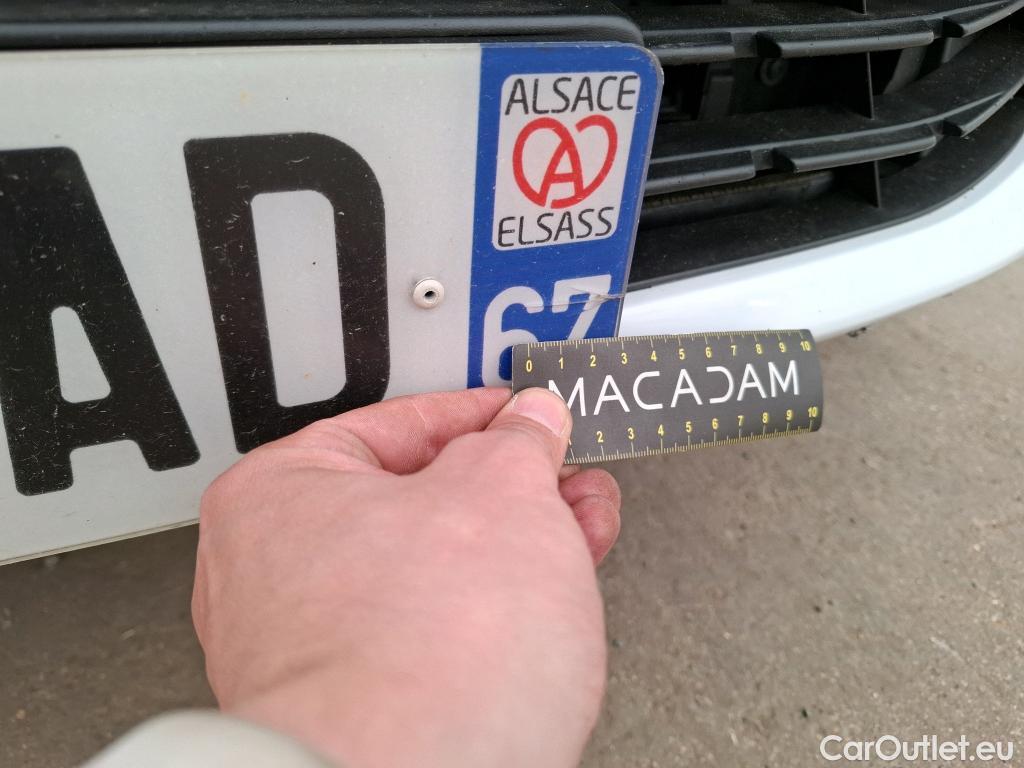 AD
ALSACE
A
ELSASS
67
0 1 2 3 4 5 6 7 8 9 10
MACADAM
2 3 4 5 6 7 8 9 10
CarOutlet.eu